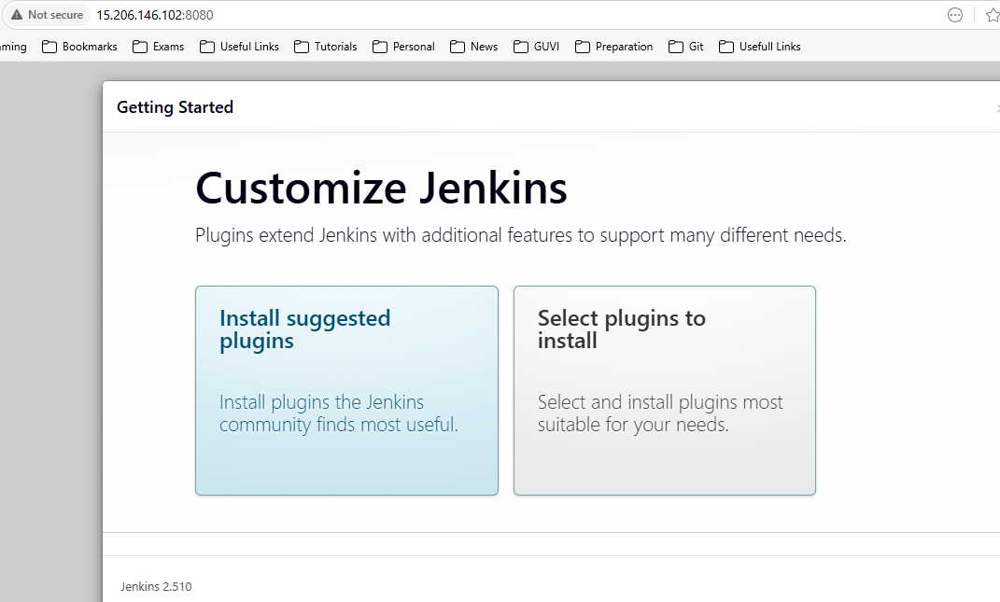 Not secure 15.206.146.102:8080
ming Bookmarks Exams Useful Links Tutorials Personal News GUVI Preparation Git Usefull Links
Getting Started
Customize Jenkins
Plugins extend Jenkins with additional features to support many different needs.
Install suggested
plugins
Install plugins the Jenkins
community finds most useful.
Select plugins to
install
Select and install plugins most
suitable for your needs.
Jenkins 2.510